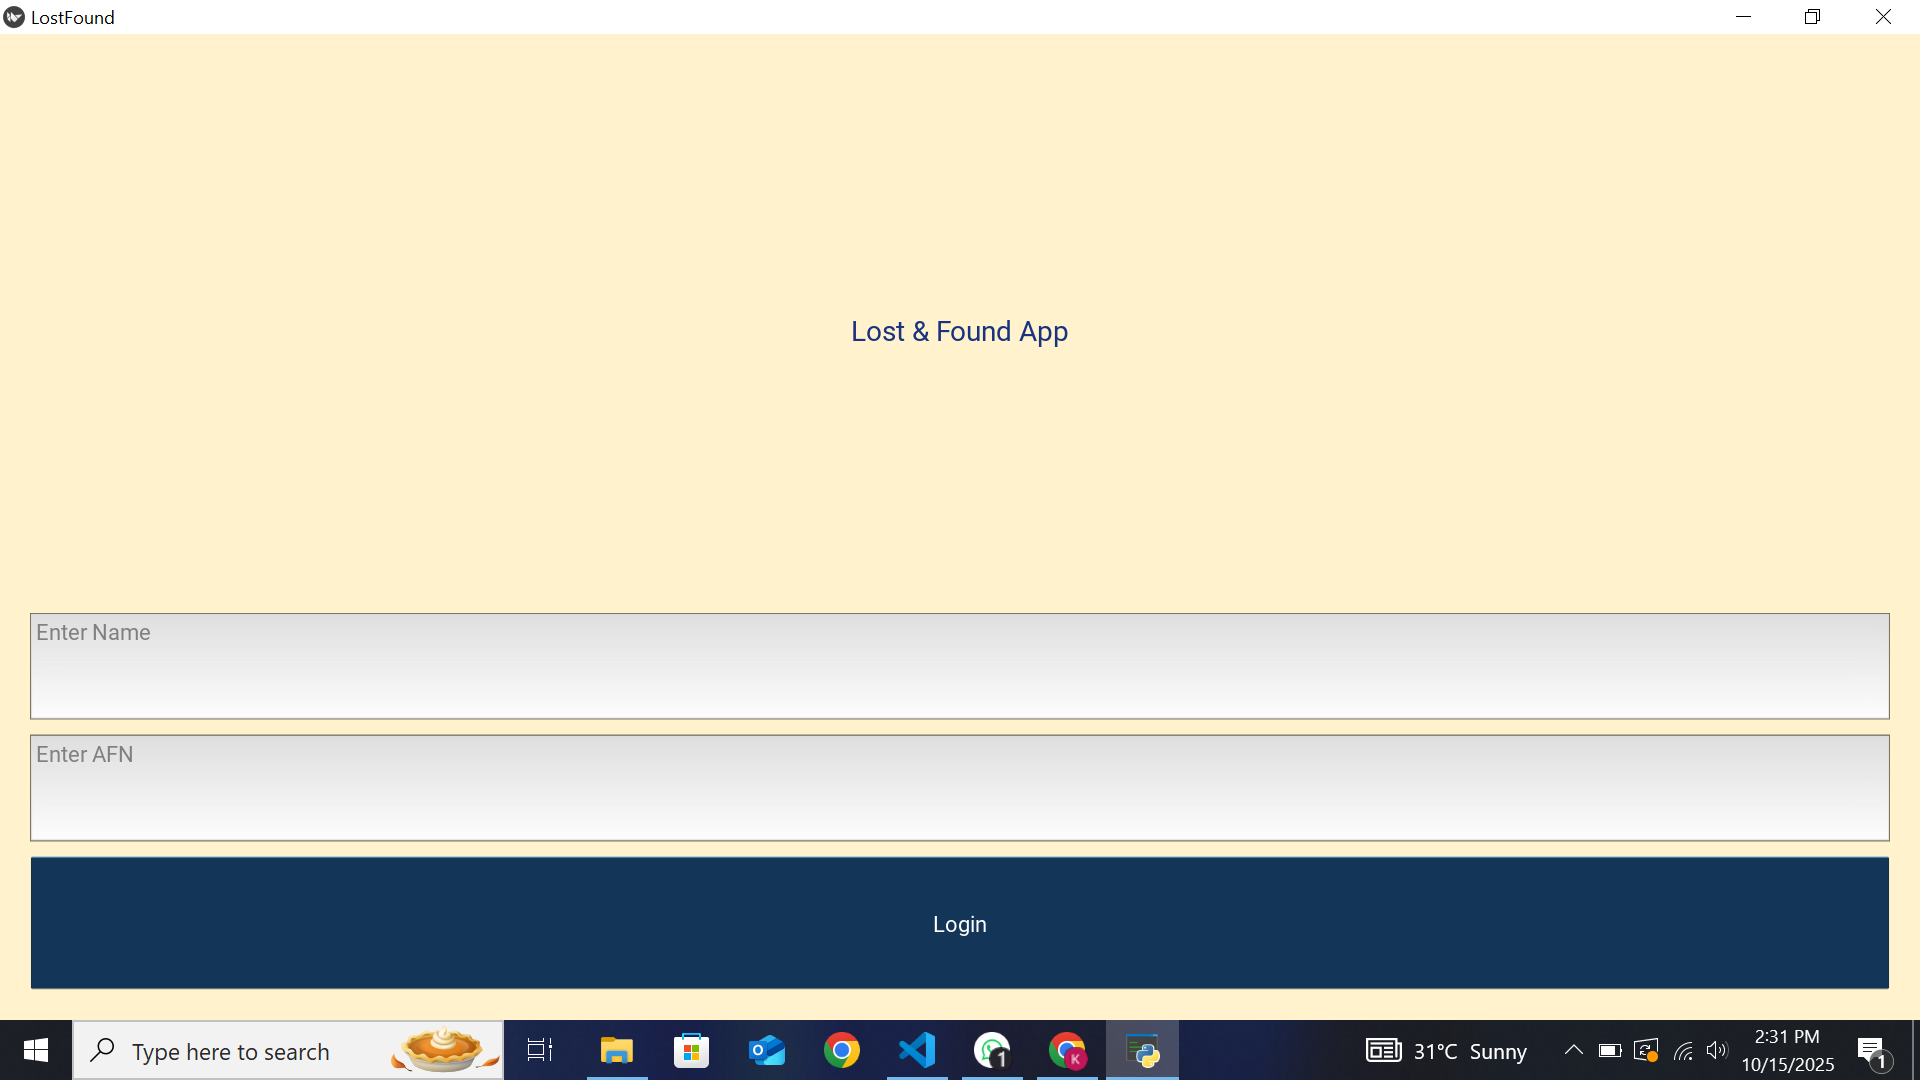 LostFound
Lost & Found App
Enter Name
Enter AFN
Login
Type here to search
1
K
31°C Sunny
2:31 PM
10/15/2025
1